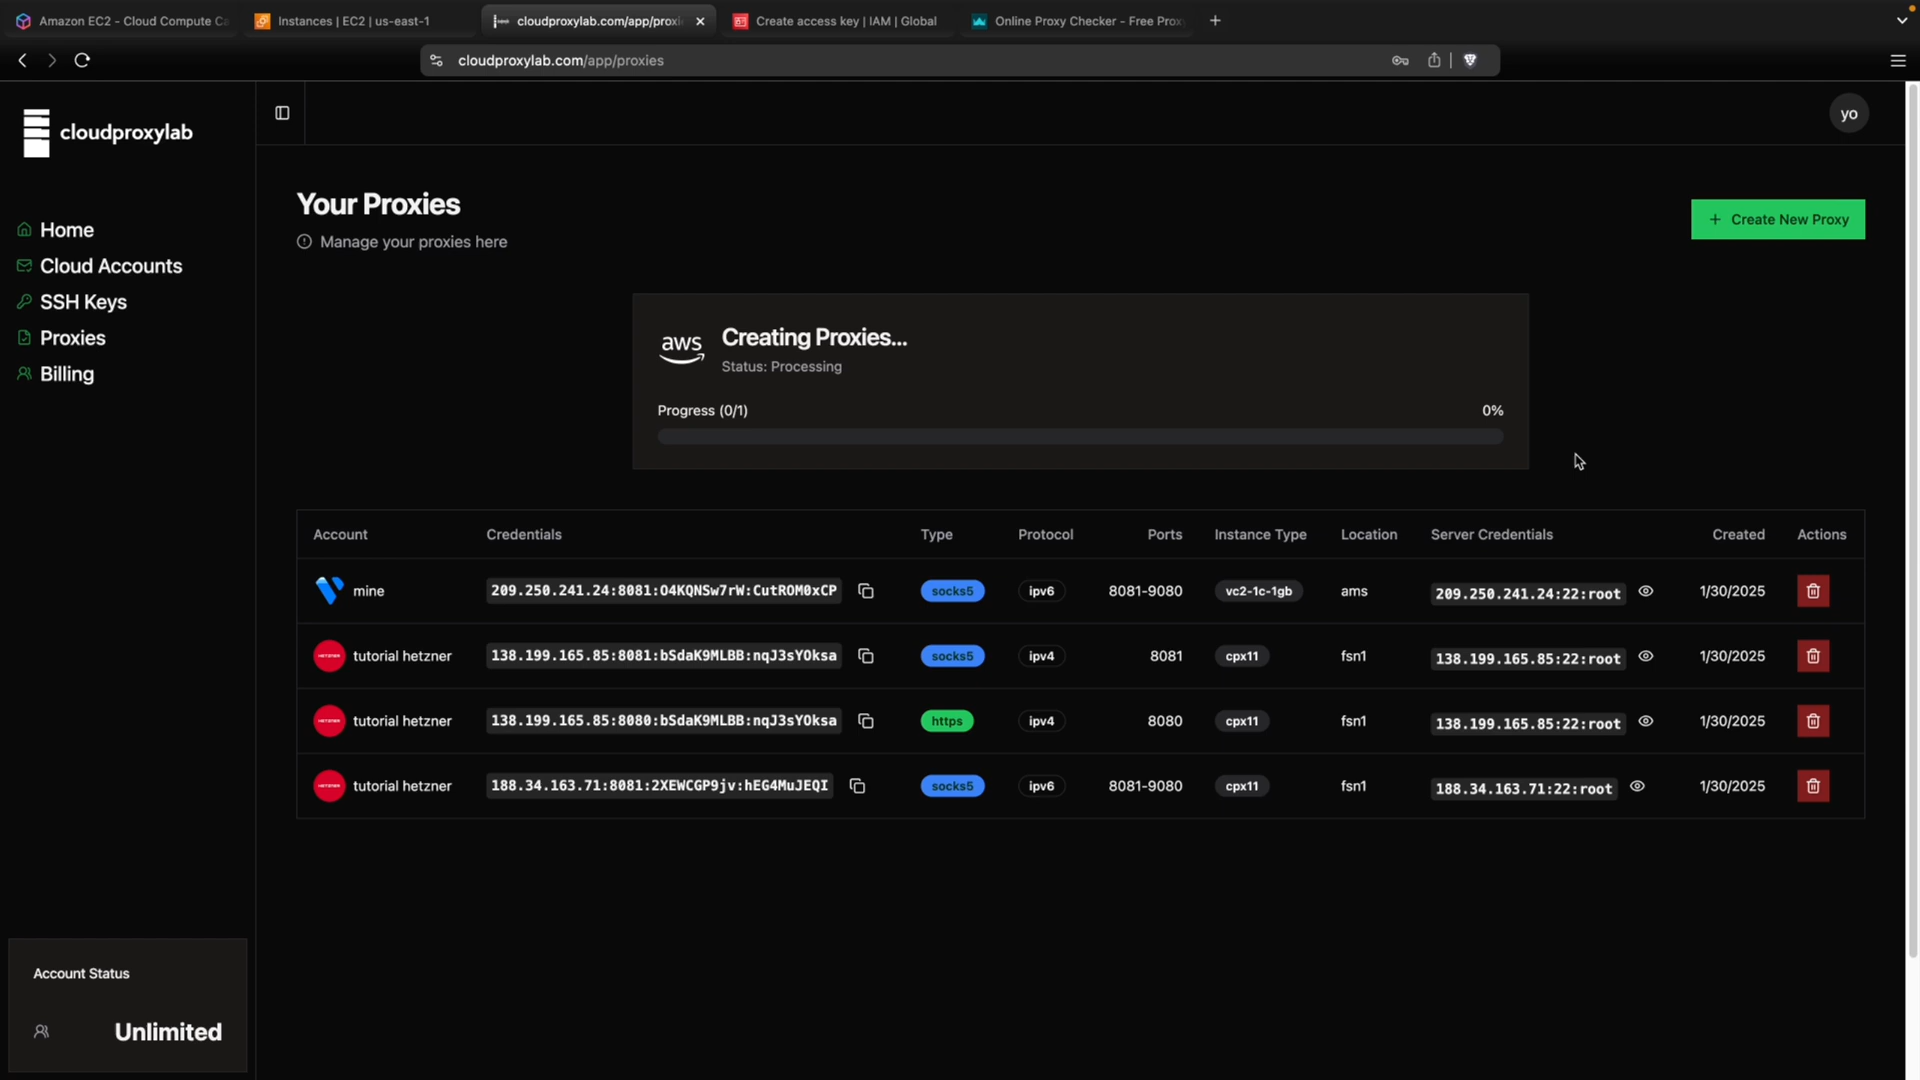 Amazon EC2 - Cloud Compute Ca
Instances | EC2 | us-east-1
cloudproxylab.com/app/proxi
Create access key | IAM | Global
Online Proxy Checker - Free Prox
cloudproxylab.com/app/proxies
cloudproxylab
yo
Home
Cloud Accounts
SSH Keys
Proxies
Billing
Your Proxies
Manage your proxies here
+ Create New Proxy
aws
Creating Proxies...
Status: Processing
Progress (0/1)
0%
Account Credentials Type Protocol Ports Instance Type Location Server Credentials Created Actions
mine 209.250.241.24:8081:O4KQNSw7rW:CutROM0xCP socks5 ipv6 8081-9080 vc2-1c-1gb ams 209.250.241.24:22:root 1/30/2025
HETZNER tutorial hetzner 138.199.165.85:8081:bSdaK9MLBB:nqJ3sYOksa socks5 ipv4 8081 cpx11 fsn1 138.199.165.85:22:root 1/30/2025
HETZNER tutorial hetzner 138.199.165.85:8080:bSdaK9MLBB:nqJ3sYOksa https ipv4 8080 cpx11 fsn1 138.199.165.85:22:root 1/30/2025
HETZNER tutorial hetzner 188.34.163.71:8081:2XEWCGP9jv:hEG4MuJEQI socks5 ipv6 8081-9080 cpx11 fsn1 188.34.163.71:22:root 1/30/2025
Account Status
Unlimited